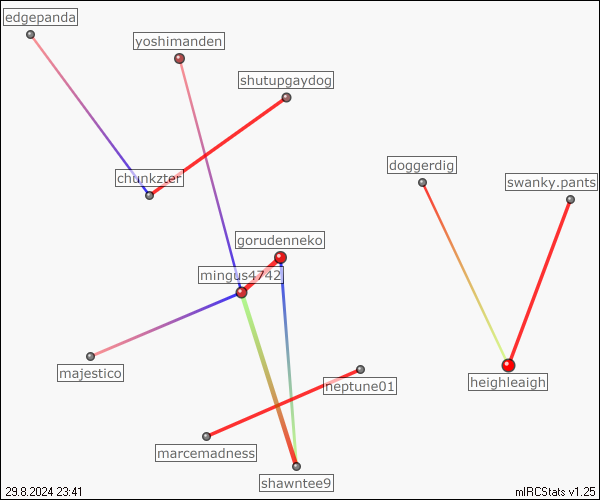 edgepanda
yoshimanden
shutupgaydog
doggerdig
chunkzter
swanky.pants
gorudenneko
mingus4742
majestico
neptune01
heighleaigh
marcemadness
shawntee9
29.8.2024 23:41
mIRCStats v1.25